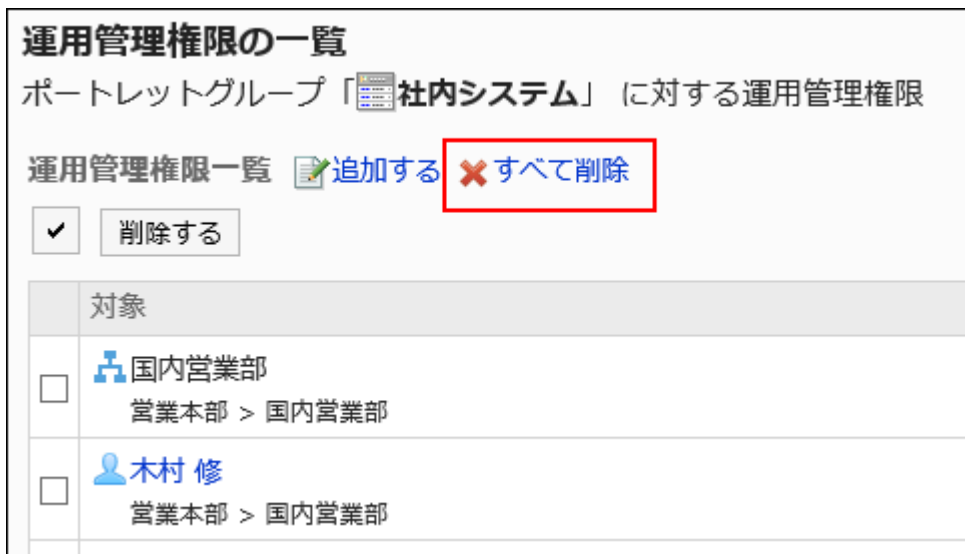 運用管理権限の一覧
ポートレットグループ「社内システム」 に対する運用管理権限
運用管理権限一覧 追加する すべて削除
削除する
対象
国内営業部
営業本部 > 国内営業部
木村 修
営業本部 > 国内営業部